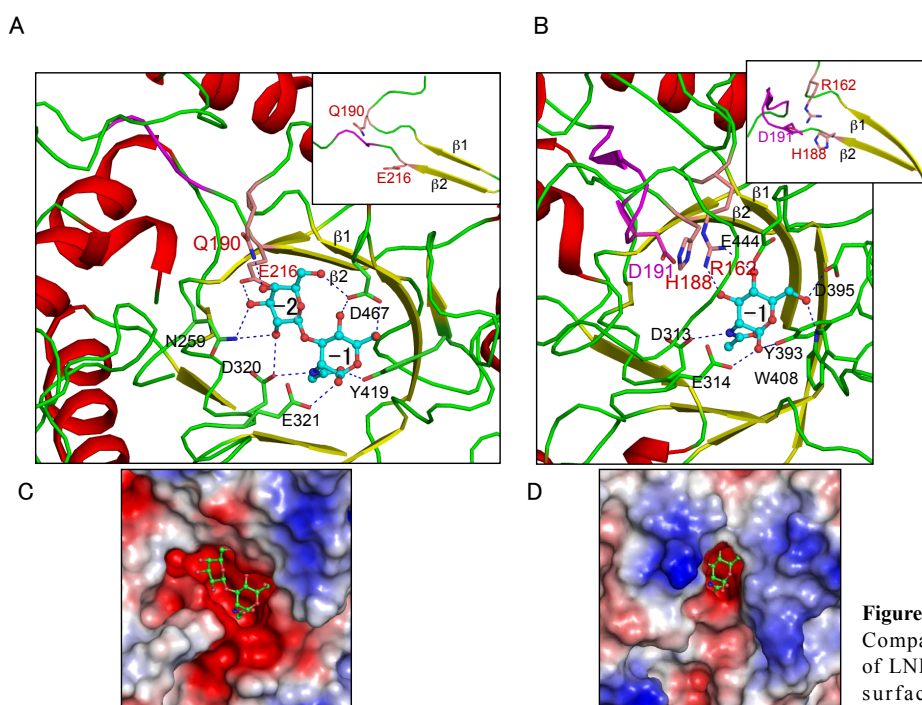 A
Q190
E216
β1
β2
Q190
E216
β1
β2
–2
D467
N259
–1
D320
Y419
E321
B
R162
D191
β1
β2
H188
β1
β2
E444
D191
R162
H188
D395
–1
D313
Y393
E314
W408
C
D
Figure
Compa
of LN
surfac